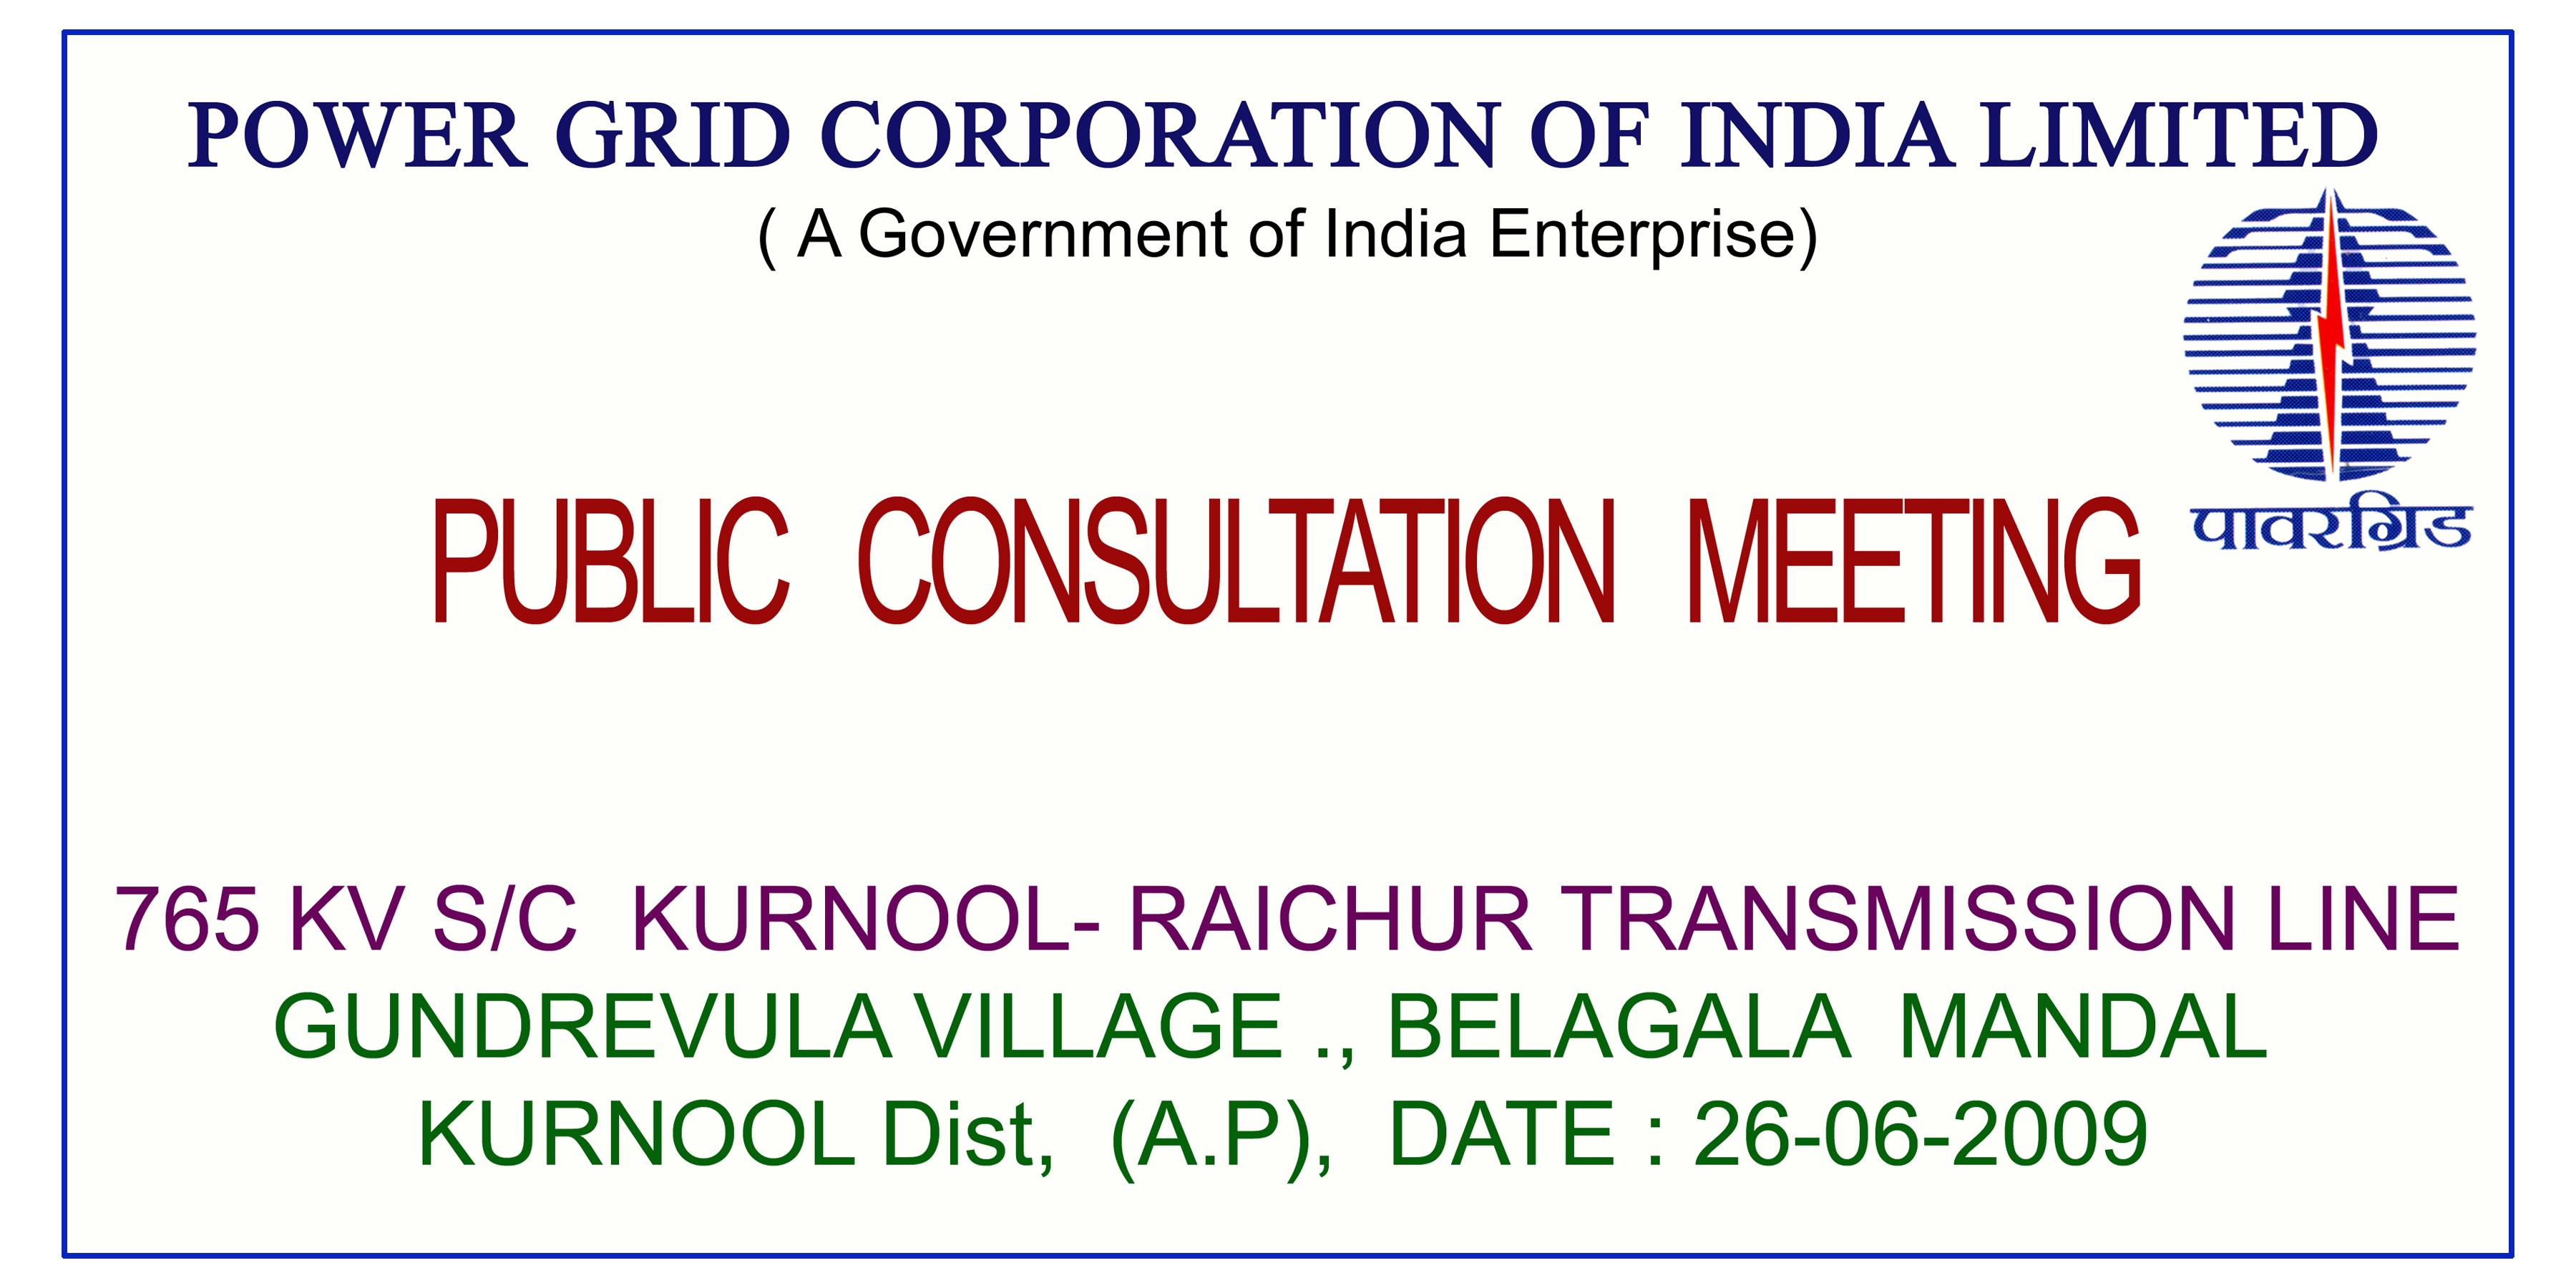 POWER GRID CORPORATION OF INDIA LIMITED
( A Government of India Enterprise)
पावरग्रिड
PUBLIC CONSULTATION MEETING
765 KV S/C KURNOOL- RAICHUR TRANSMISSION LINE
GUNDREVULA VILLAGE ., BELAGALA MANDAL
KURNOOL Dist, (A.P), DATE : 26-06-2009